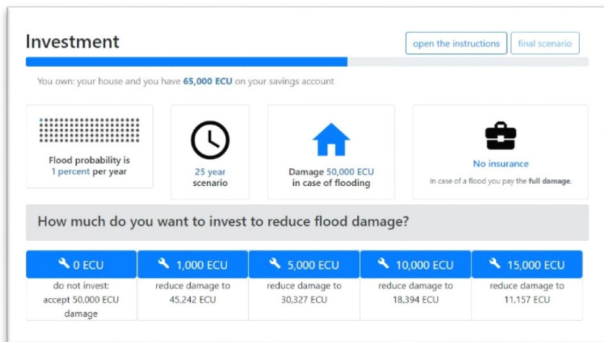 Investment
open the instructions
final scenario
You own: your house and you have 65,000 ECU on your savings account
Flood probability is
1 percent per year
25 year
scenario
Damage 50,000 ECU
in case of flooding
No insurance
in case of a flood you pay the full damage.
How much do you want to invest to reduce flood damage?
0 ECU
do not invest:
accept 50,000 ECU
damage
1,000 ECU
reduce damage to
45,242 ECU
5,000 ECU
reduce damage to
30,327 ECU
10,000 ECU
reduce damage to
18,394 ECU
15,000 ECU
reduce damage to
11,157 ECU